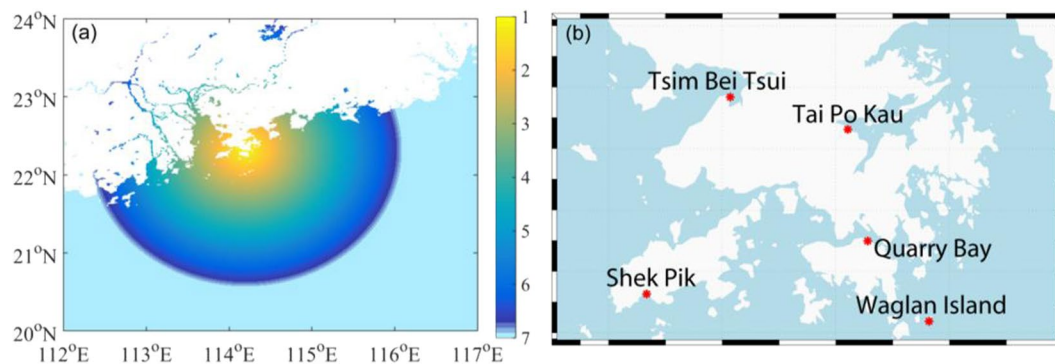 (a)
24°N
23°N
22°N
21°N
20°N
112°E 113°E 114°E 115°E 116°E 117°E
1
2
3
4
5
6
7
(b)
Tsim Bei Tsui
Tai Po Kau
Quarry Bay
Shek Pik
Waglan Island